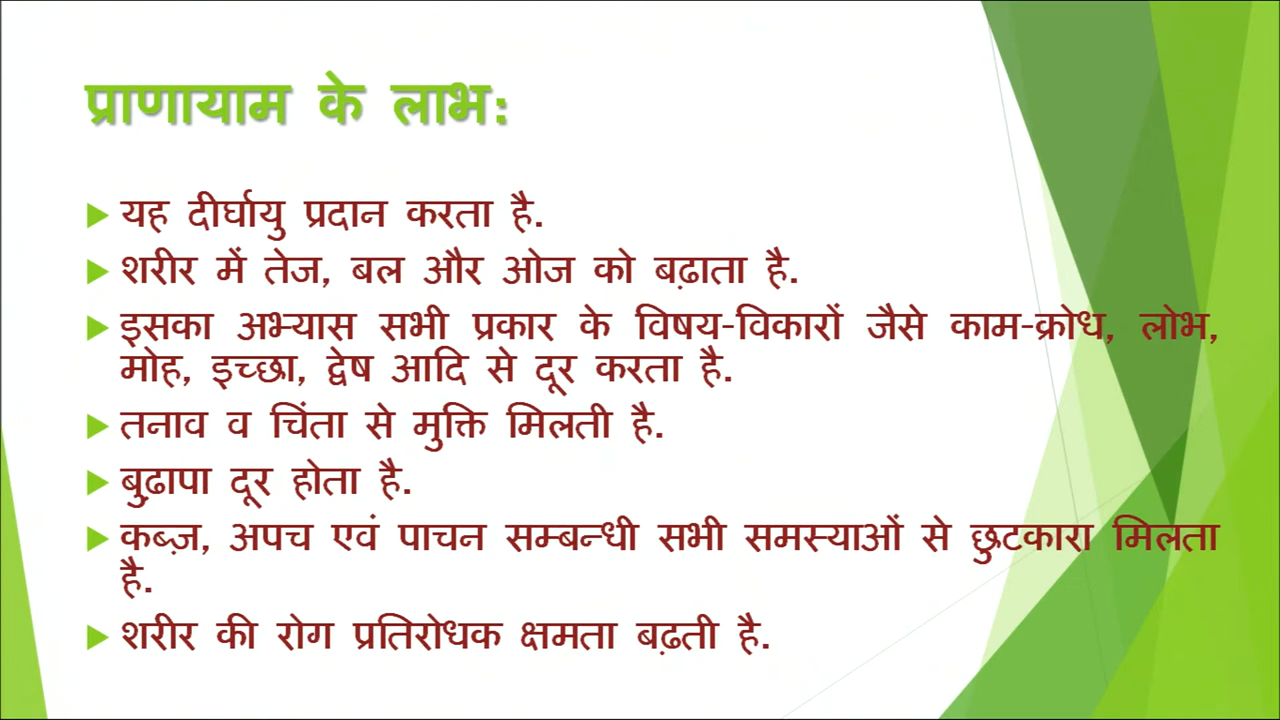 प्राणायाम के लाभ:
यह दीर्घायु प्रदान करता है.
शरीर में तेज, बल और ओज को बढ़ाता है.
इसका अभ्यास सभी प्रकार के विषय-विकारों जैसे काम-क्रोध, लोभ,
मोह, इच्छा, द्वेष आदि से दूर करता है.
तनाव व चिंता से मुक्ति मिलती है.
बुढ़ापा दूर होता है.
कब्ज़, अपच एवं पाचन सम्बन्धी सभी समस्याओं से छुटकारा मिलता
है.
शरीर की रोग प्रतिरोधक क्षमता बढ़ती है.